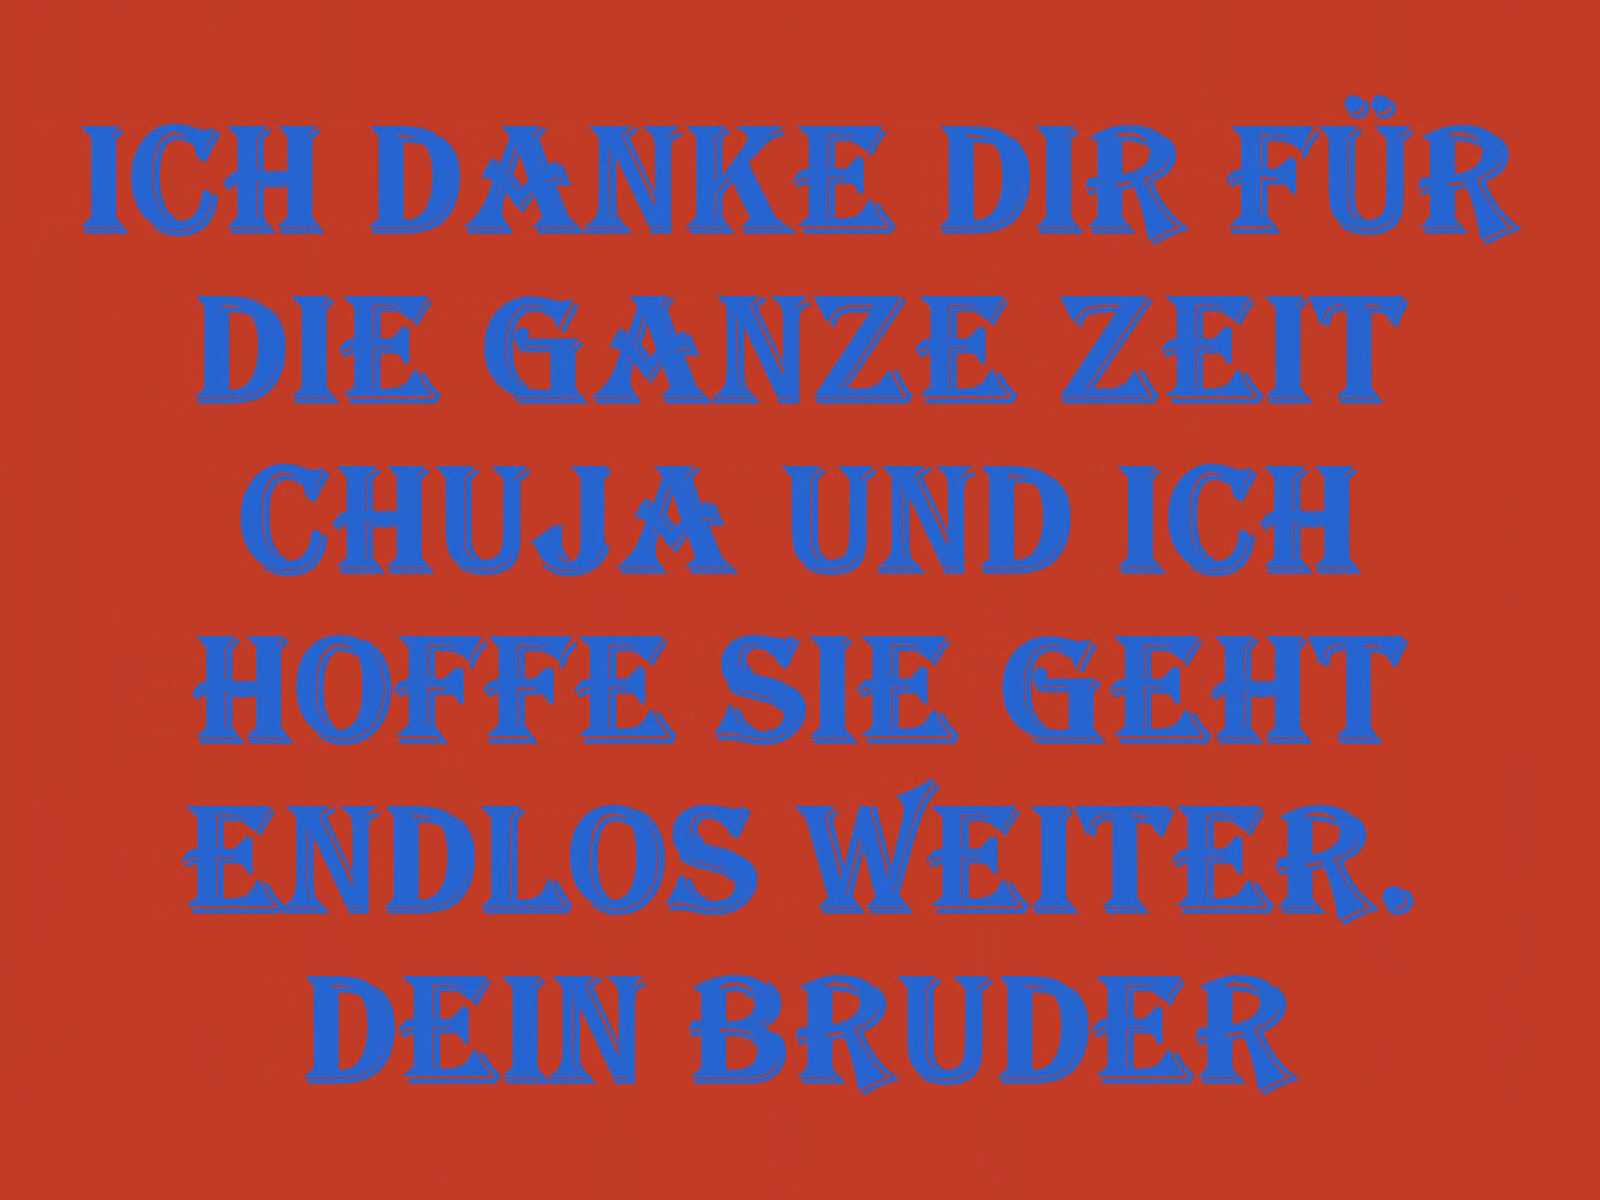 ICH DANKE DIR FÜR
DIE GANZE ZEIT
CHUJA UND ICH
HOFFE SIE GEHT
ENDLOS WEITER.
DEIN BRUDER